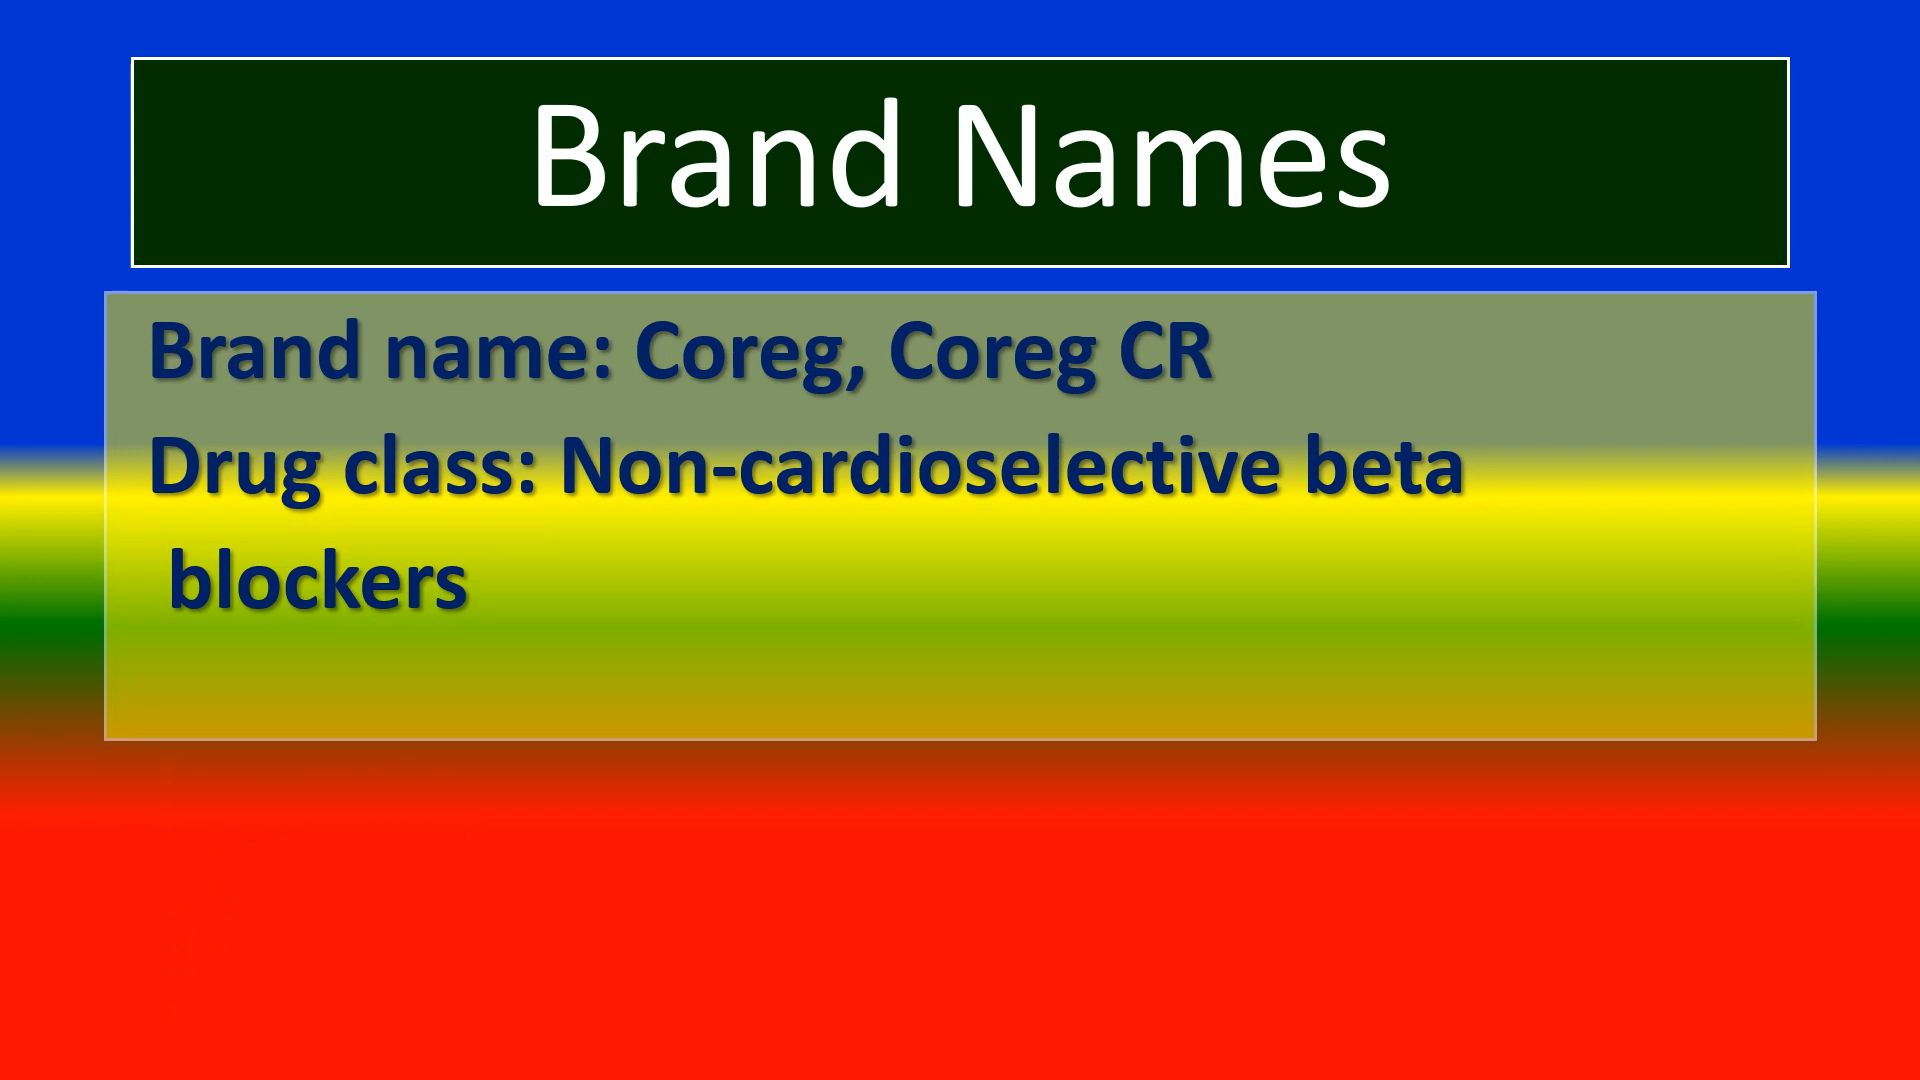 Brand Names
Brand name: Coreg, Coreg CR
Drug class: Non-cardioselective beta
blockers